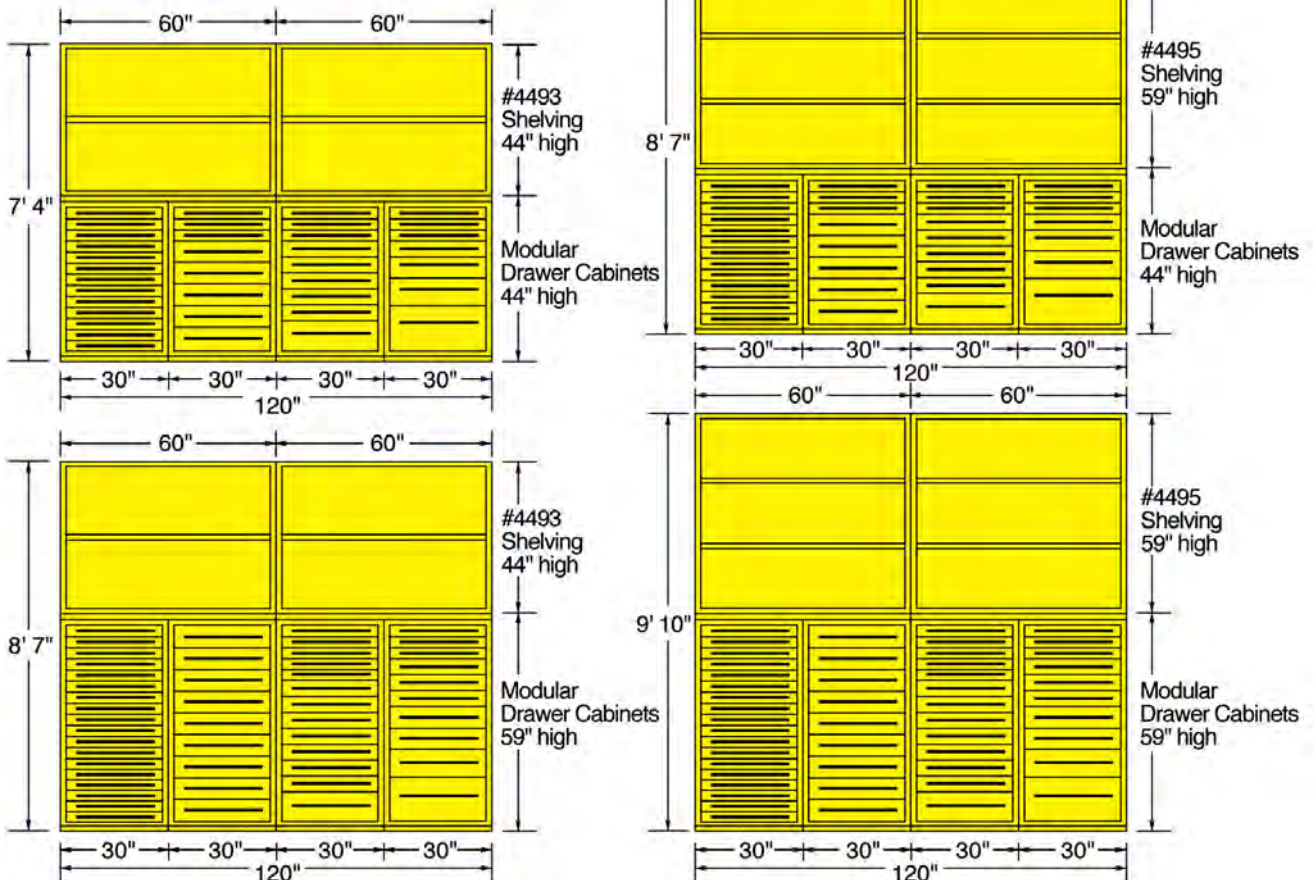 60" 60"
#4493
Shelving
44" high
7' 4"
Modular
Drawer Cabinets
44" high
30" 30" 30" 30"
120"
#4495
Shelving
59" high
8' 7"
Modular
Drawer Cabinets
44" high
30" 30" 30" 30"
120"
60" 60"
#4493
Shelving
44" high
8' 7"
Modular
Drawer Cabinets
59" high
30" 30" 30" 30"
120"
60" 60"
#4495
Shelving
59" high
9' 10"
Modular
Drawer Cabinets
59" high
30" 30" 30" 30"
120"